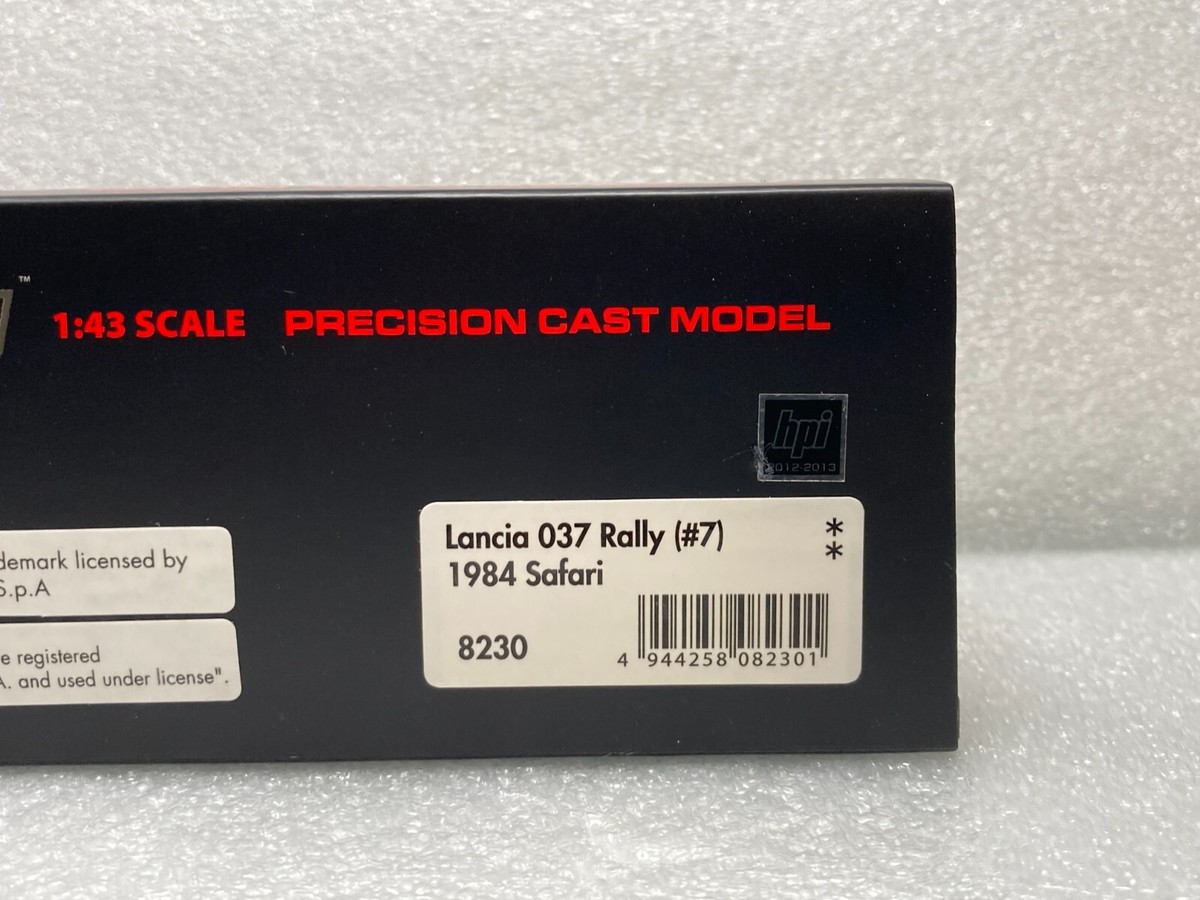 ™
1:43 SCALE PRECISION CAST MODEL
hpi
2012-2013
Lancia 037 Rally (#7) *
1984 Safari *
8230
4 944258 082301
demark licensed by
S.p.A
e registered
A. and used under license".